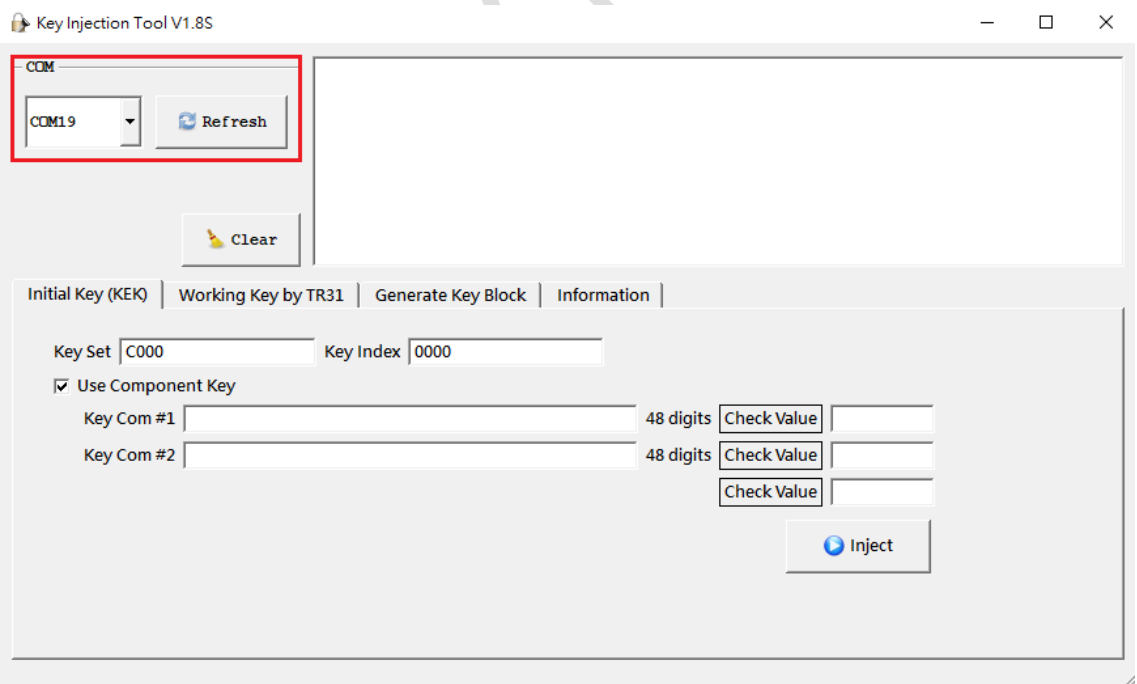 Key Injection Tool V1.8S
COM
COM19
Refresh
Clear
Initial Key (KEK) Working Key by TR31 Generate Key Block Information
Key Set C000 Key Index 0000
Use Component Key
Key Com #1 48 digits Check Value
Key Com #2 48 digits Check Value
Check Value
Inject